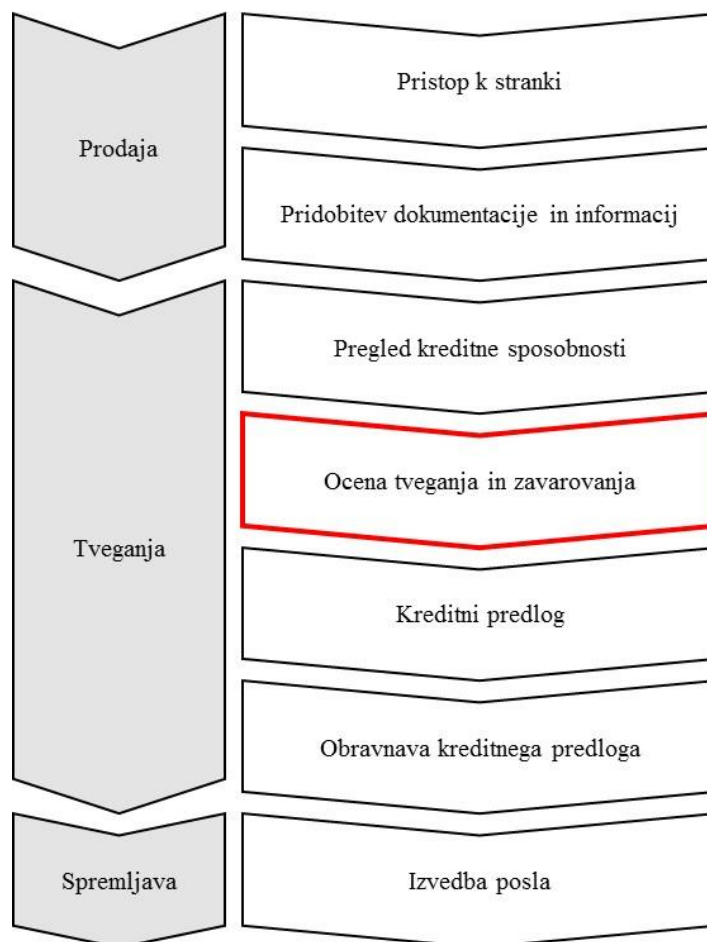 Prodaja
Pristop k stranki
Pridobitev dokumentacije in informacij
Tveganja
Pregled kreditne sposobnosti
Ocena tveganja in zavarovanja
Kreditni predlog
Obravnava kreditnega predloga
Spremljava
Izvedba posla